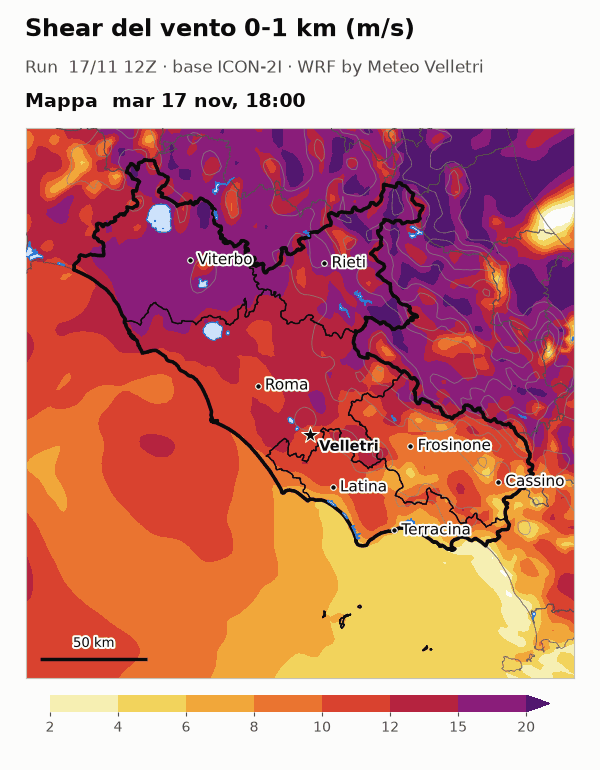 Shear del vento 0-1 km (m/s)
Run 17/11 12Z · base ICON-2I · WRF by Meteo Velletri
Mappa mar 17 nov, 18:00
Viterbo
Rieti
Roma
Velletri
Frosinone
Cassino
Latina
Terracina
50 km
2 4 6 8 10 12 15 20